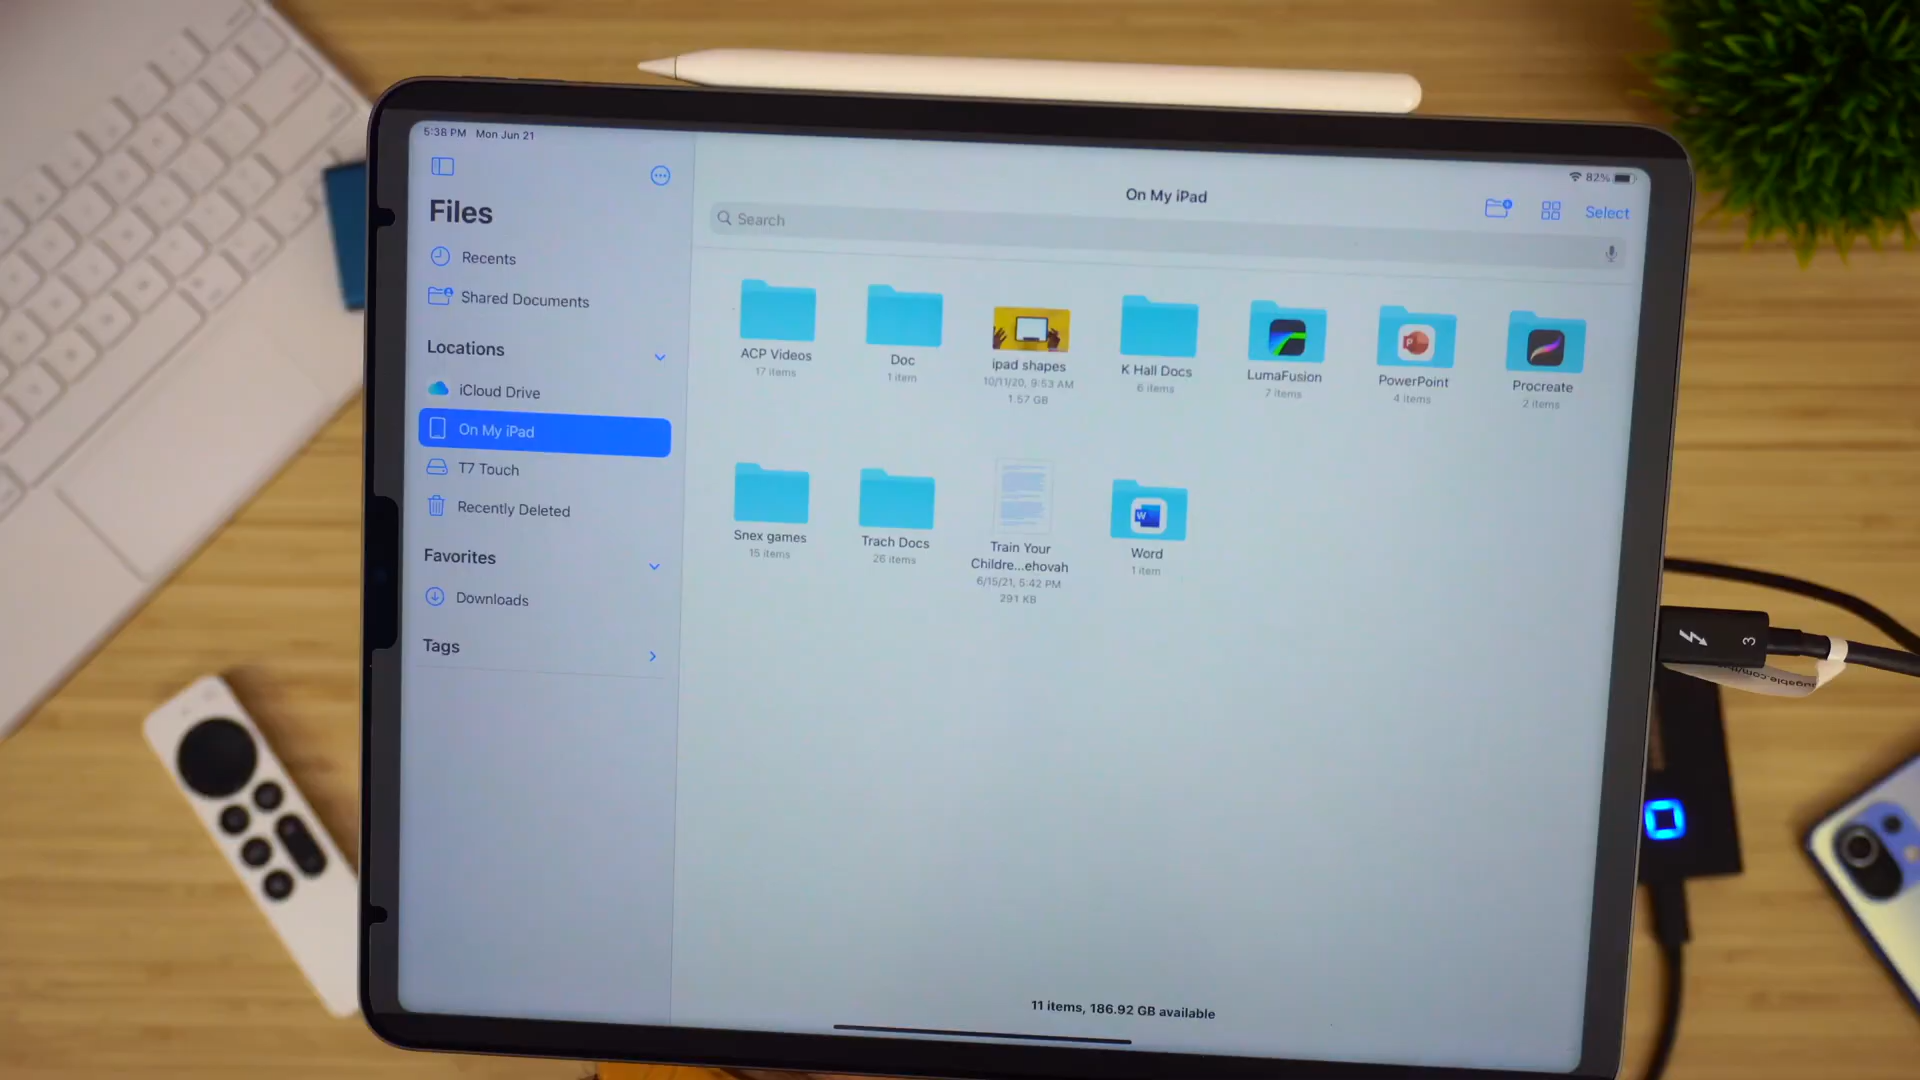 5:38 PM Mon Jun 21
82%
Files
On My iPad
Select
Search
Recents
Shared Documents
Locations
iCloud Drive
On My iPad
T7 Touch
Recently Deleted
Favorites
Downloads
Tags
ACP Videos
17 items
Doc
1 item
ipad shapes
10/11/20, 9:53 AM
1.57 GB
K Hall Docs
6 items
LumaFusion
7 items
PowerPoint
4 items
Procreate
2 items
Snex games
15 items
Trach Docs
26 items
Train Your
Childre...ehovah
6/15/21, 5:42 PM
291 KB
W
Word
1 item
11 items, 186.92 GB available
3